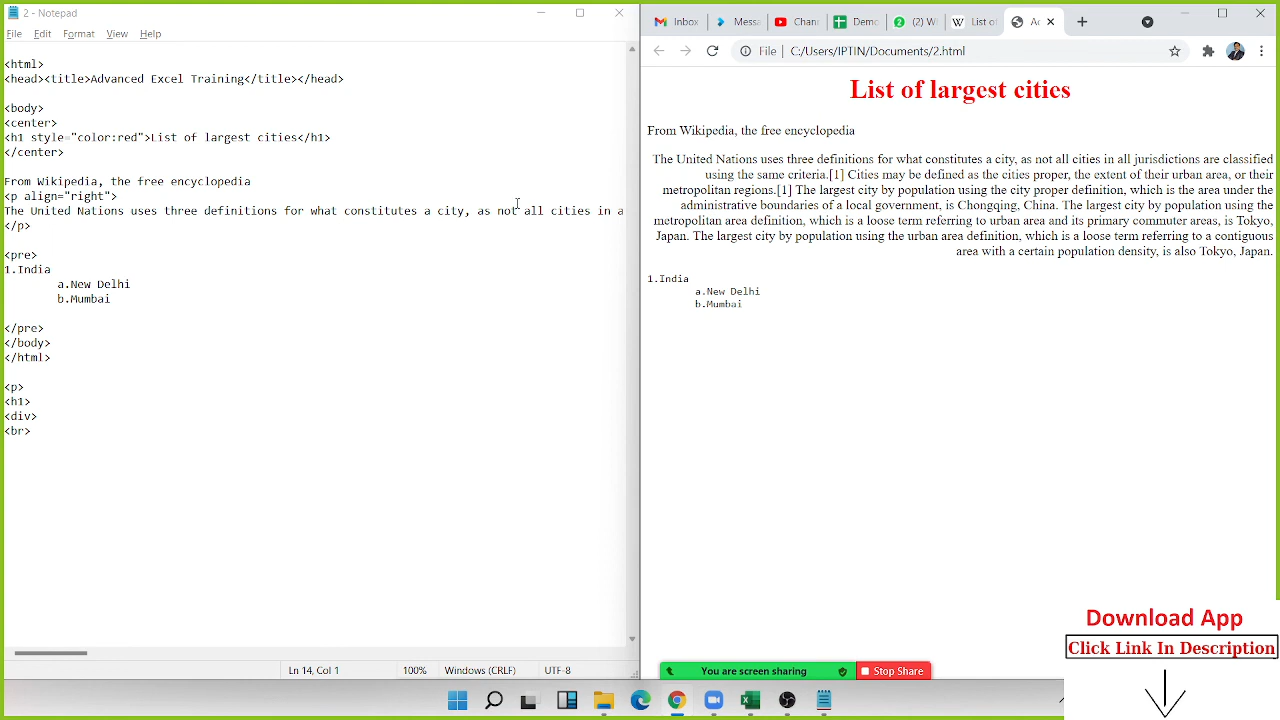 2 - Notepad
File Edit Format View Help
<html>
<head><title>Advanced Excel Training</title></head>
<body>
<center>
<h1 style="color:red">List of largest cities</h1>
</center>
From Wikipedia, the free encyclopedia
<p align="right">
The United Nations uses three definitions for what constitutes a city, as not all cities in a
</p>
<pre>
1.India
a.New Delhi
b.Mumbai
</pre>
</body>
</html>
<p>
<h1>
<div>
<br>
Ln 14, Col 1 100% Windows (CRLF) UTF-8
Inbox Messa Chan Demo (2) W List of Ad
File C:/Users/IPTIN/Documents/2.html
List of largest cities
From Wikipedia, the free encyclopedia
The United Nations uses three definitions for what constitutes a city, as not all cities in all jurisdictions are classified
using the same criteria.[1] Cities may be defined as the cities proper, the extent of their urban area, or their
metropolitan regions.[1] The largest city by population using the city proper definition, which is the area under the
administrative boundaries of a local government, is Chongqing, China. The largest city by population using the
metropolitan area definition, which is a loose term referring to urban area and its primary commuter areas, is Tokyo,
Japan. The largest city by population using the urban area definition, which is a loose term referring to a contiguous
area with a certain population density, is also Tokyo, Japan.
1.India
a.New Delhi
b.Mumbai
You are screen sharing Stop Share
Download App
Click Link In Description